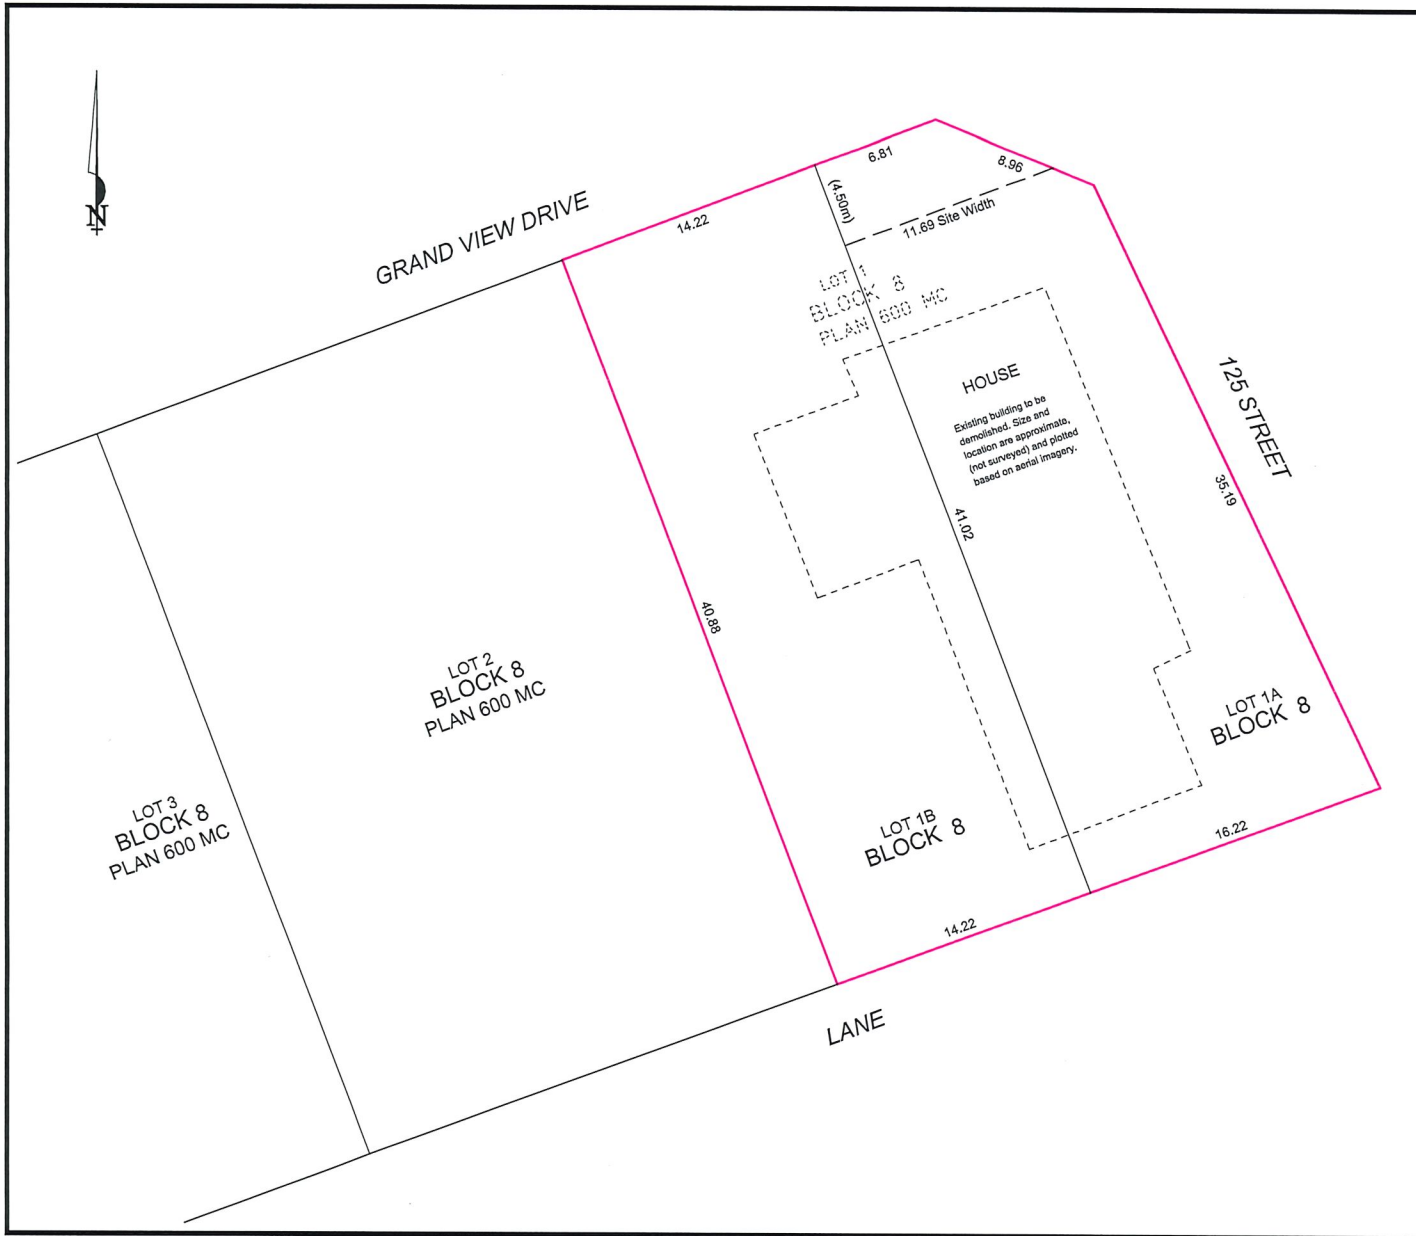 N
GRAND VIEW DRIVE
14.22
6.81
8.96
(4.50m)
11.69 Site Width
LOT 1
BLOCK 8
PLAN 600 MC
HOUSE
Existing building to be
demolished. Size and
location are approximate,
(not surveyed) and plotted
based on aerial imagery.
125 STREET
35.19
41.02
40.88
LOT 2
BLOCK 8
PLAN 600 MC
LOT 1A
BLOCK 8
LOT 3
BLOCK 8
PLAN 600 MC
LOT 1B
BLOCK 8
16.22
14.22
LANE